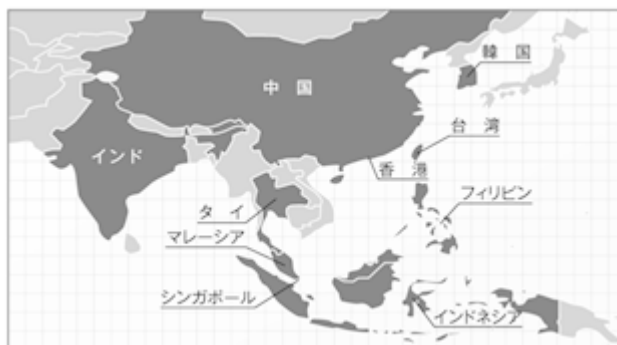 韓国
中国
台湾
インド
香港
フィリピン
タイ
マレーシア
シンガポール
インドネシア